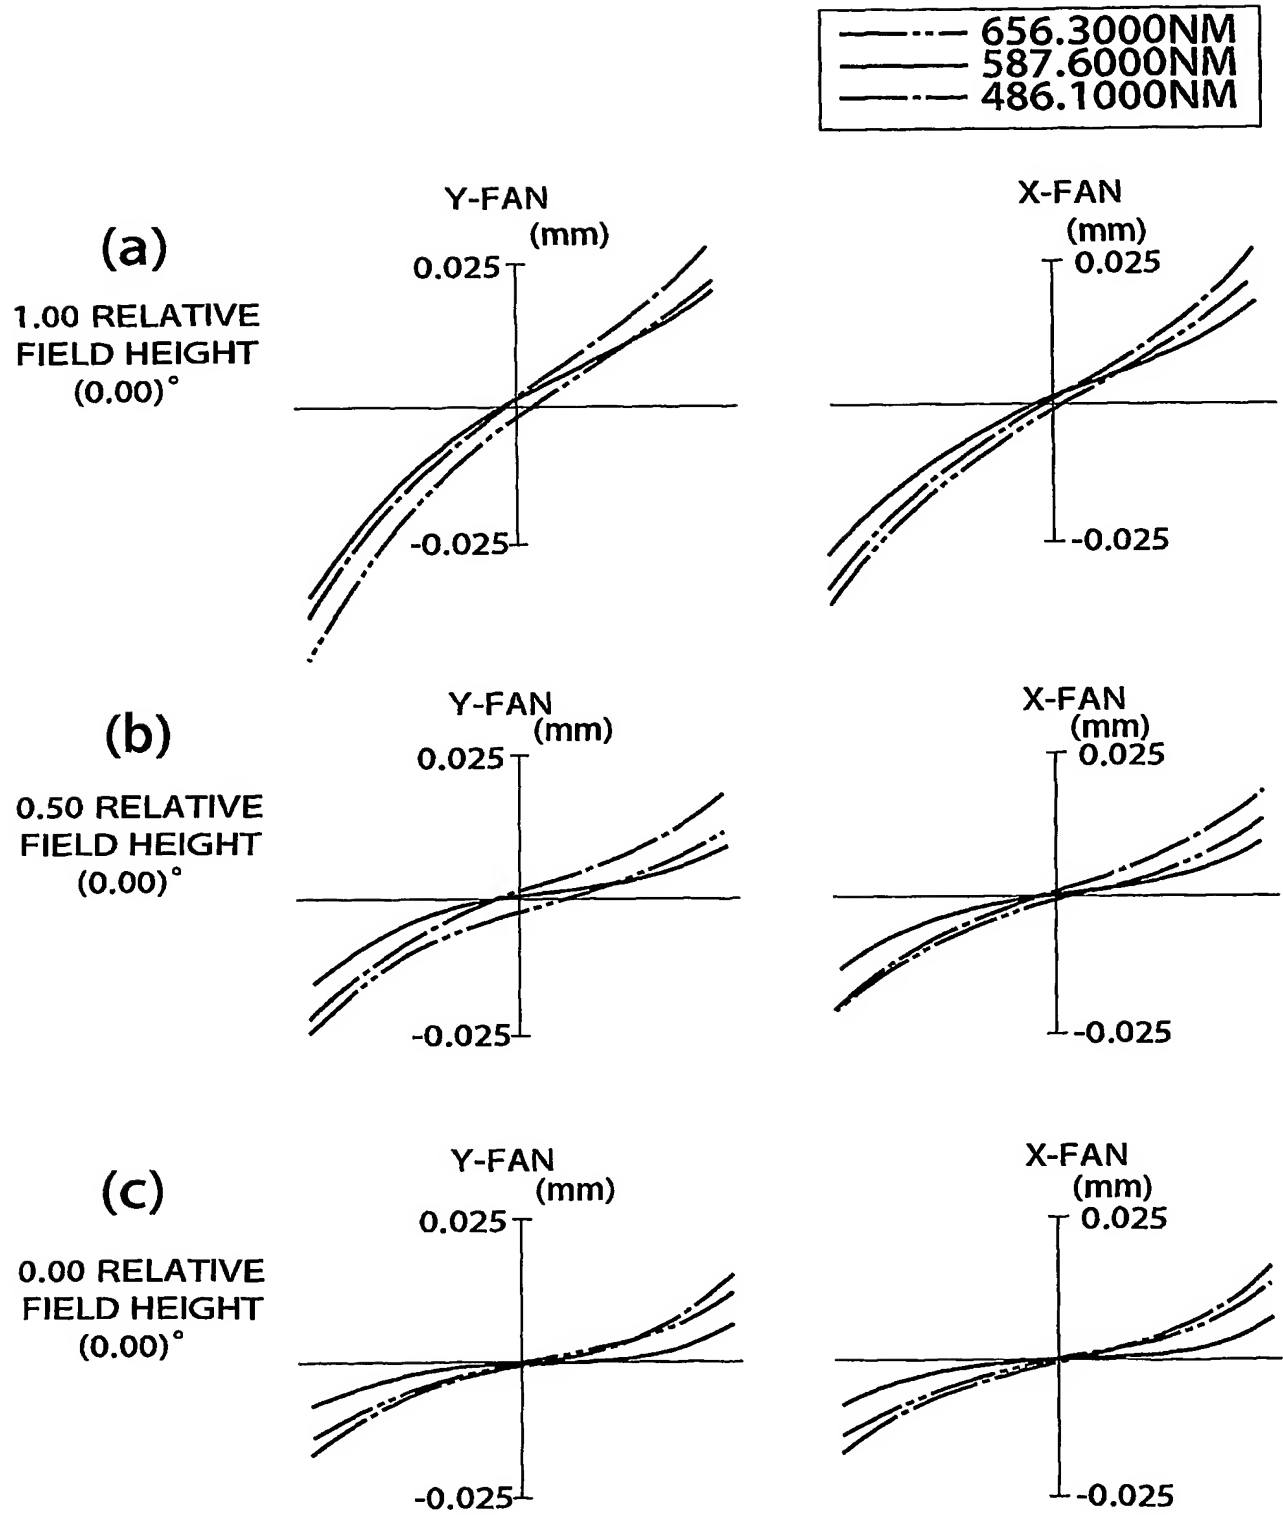 656.3000NM
587.6000NM
486.1000NM
(a)
1.00 RELATIVE
FIELD HEIGHT
(0.00)°
Y-FAN
(mm)
0.025
-0.025
X-FAN
(mm)
0.025
-0.025
(b)
0.50 RELATIVE
FIELD HEIGHT
(0.00)°
Y-FAN
(mm)
0.025
-0.025
X-FAN
(mm)
0.025
-0.025
(c)
0.00 RELATIVE
FIELD HEIGHT
(0.00)°
Y-FAN
(mm)
0.025
-0.025
X-FAN
(mm)
0.025
-0.025